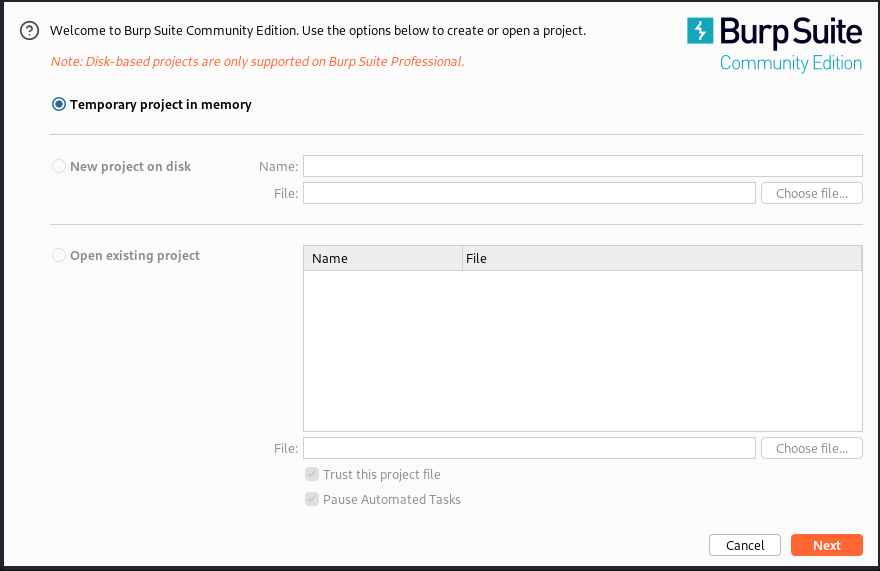 Welcome to Burp Suite Community Edition. Use the options below to create or open a project.
Burp Suite
Community Edition
Note: Disk-based projects are only supported on Burp Suite Professional.
Temporary project in memory
New project on disk
Name:
File:
Choose file...
Open existing project
Name
File
File:
Choose file...
Trust this project file
Pause Automated Tasks
Cancel
Next